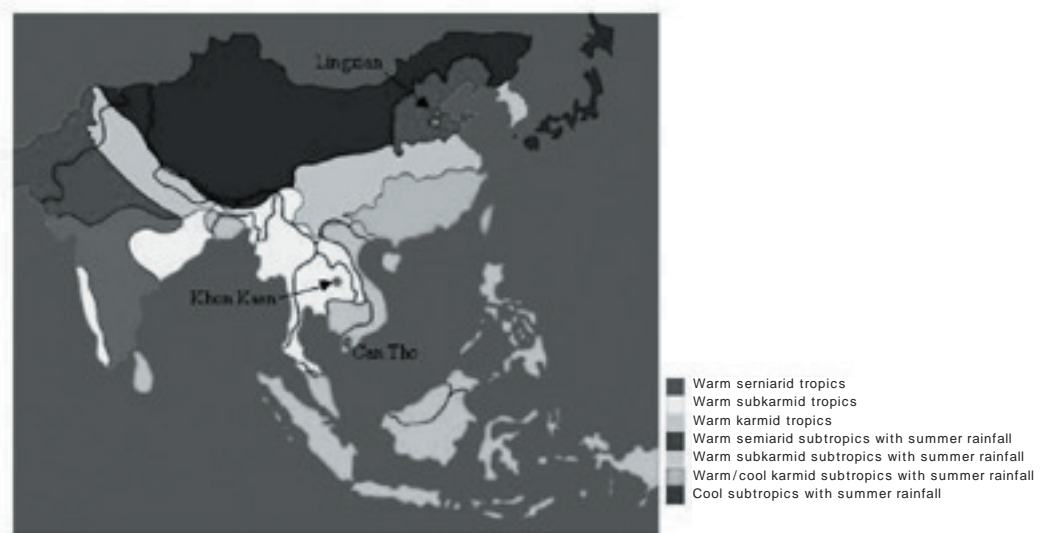 Lingxian
Khon Kaen
Can Tho
Warm serniarid tropics
Warm subkarmid tropics
Warm karmid tropics
Warm semiarid subtropics with summer rainfall
Warm subkarmid subtropics with summer rainfall
Warm/cool karmid subtropics with summer rainfall
Cool subtropics with summer rainfall